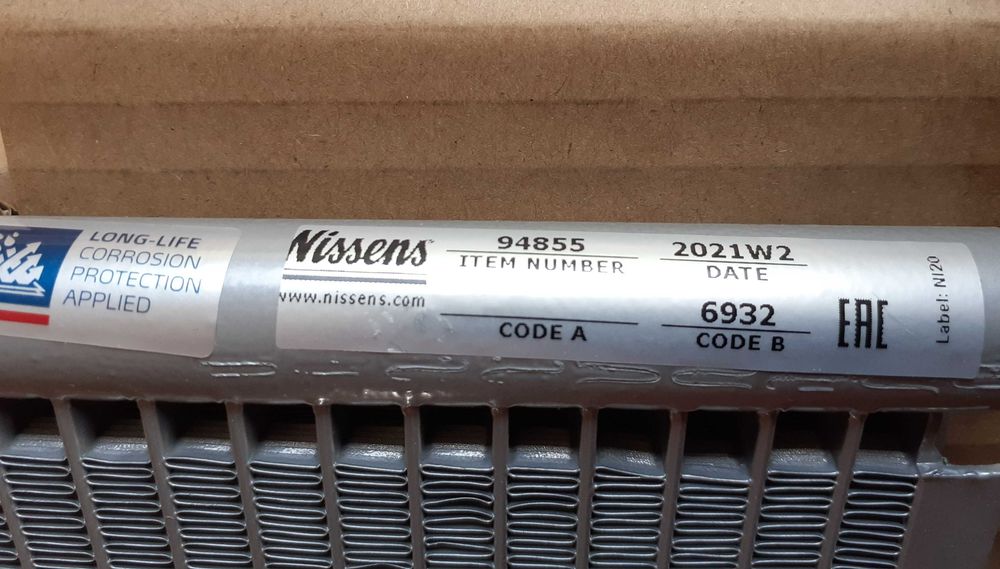 LONG-LIFE
CORROSION
PROTECTION
APPLIED
Nissens
www.nissens.com
94855
ITEM NUMBER
CODE A
2021W2
DATE
6932
CODE B
EAC
Label: NI20